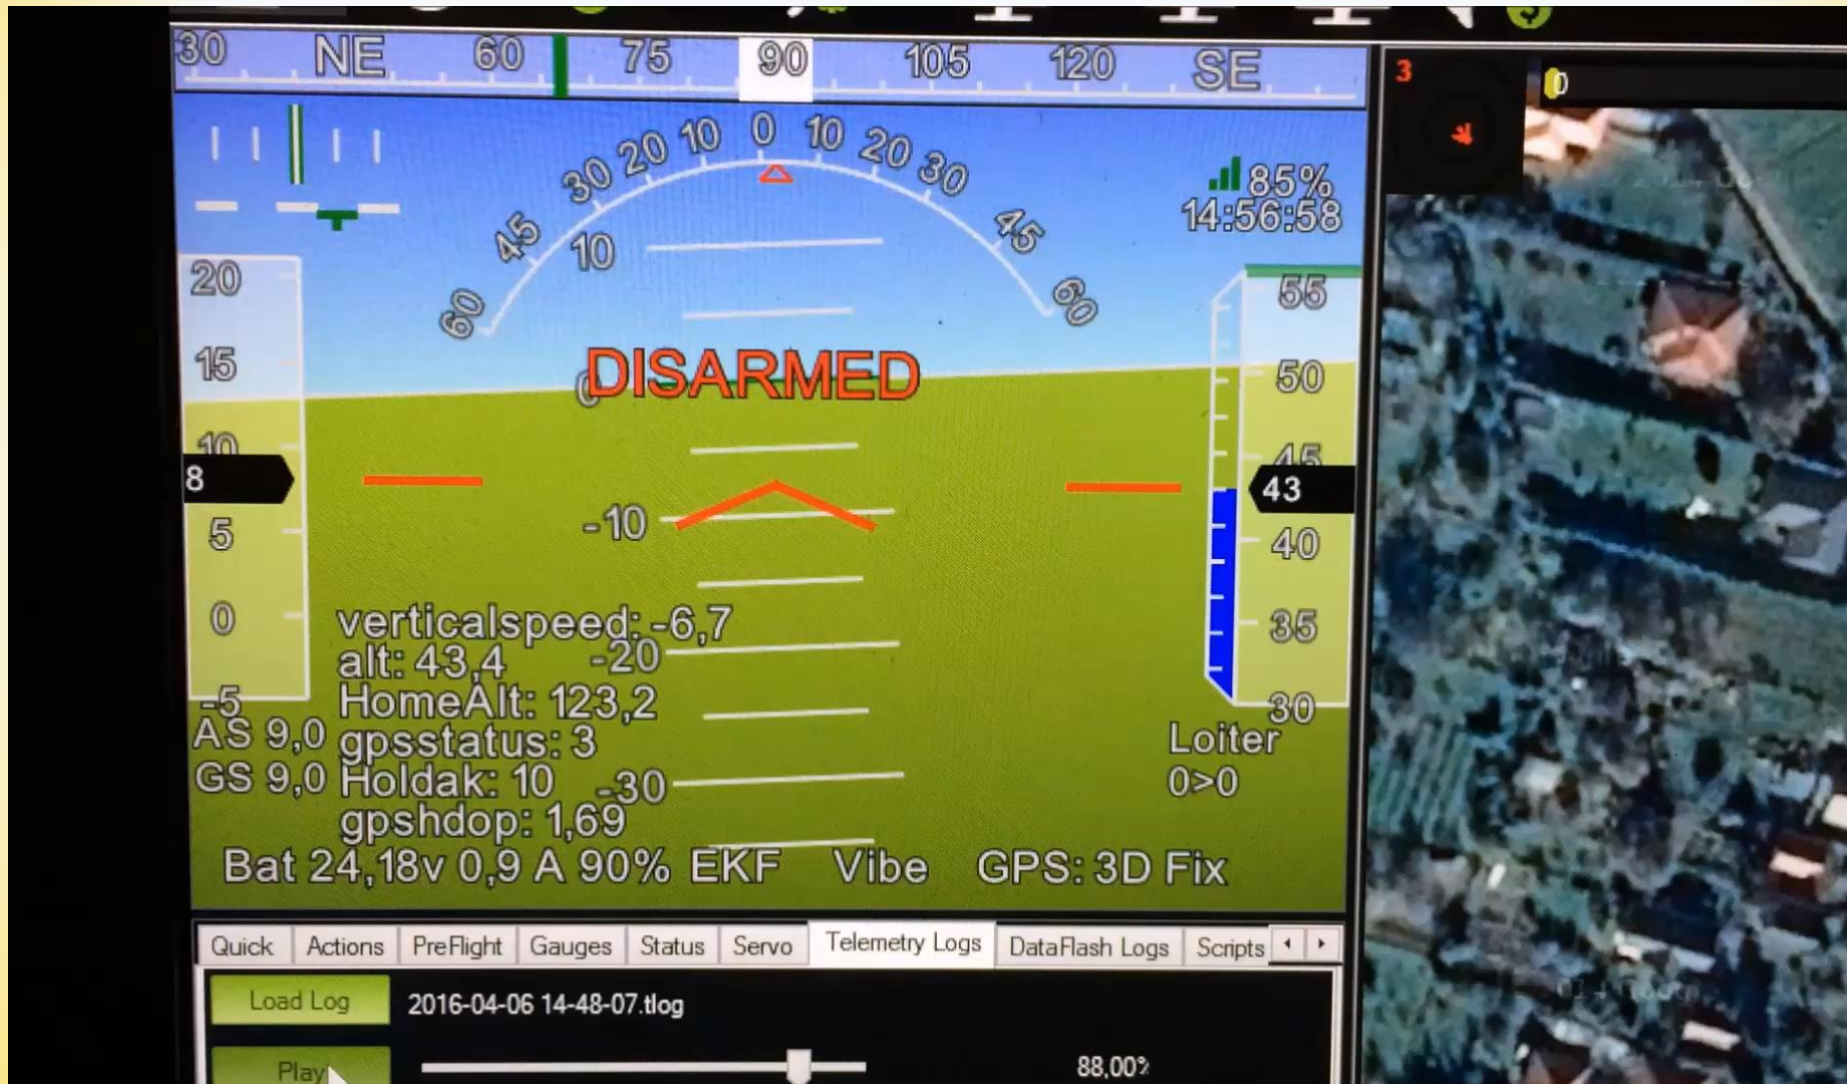 30 NE 60 75 90 105 120 SE
3
0
60 45 30 20 10 0 10 20 30 45 60
85%
14:56:58
10
20
15
10
8
5
0
-5
55
50
45
43
40
35
30
0
DISARMED
-10
verticalspeed: -6,7
-20
alt: 43,4
HomeAlt: 123,2
AS 9,0
gpsstatus: 3
GS 9,0
Holdak: 10
-30
gpshdop: 1,69
Loiter
0>0
Bat 24,18v 0,9 A 90% EKF Vibe GPS: 3D Fix
Quick Actions PreFlight Gauges Status Servo Telemetry Logs DataFlash Logs Scripts
Load Log 2016-04-06 14-48-07.tlog
Play 88,00%